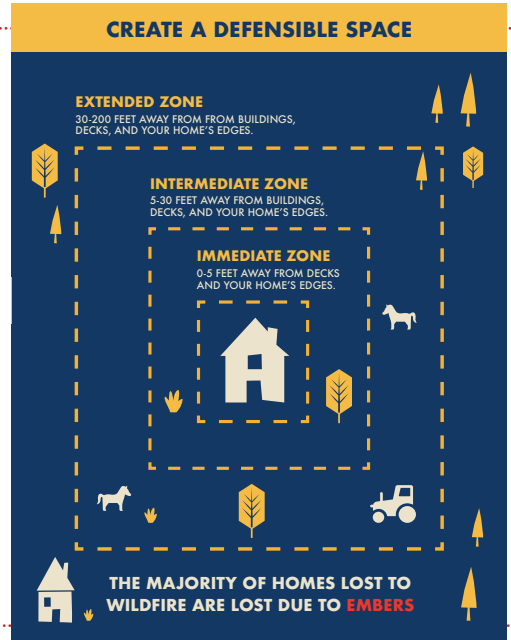 CREATE A DEFENSIBLE SPACE
EXTENDED ZONE
30-200 FEET AWAY FROM FROM BUILDINGS,
DECKS, AND YOUR HOME'S EDGES.
INTERMEDIATE ZONE
5-30 FEET AWAY FROM BUILDINGS,
DECKS, AND YOUR HOME'S EDGES.
IMMEDIATE ZONE
0-5 FEET AWAY FROM DECKS
AND YOUR HOME'S EDGES.
THE MAJORITY OF HOMES LOST TO
WILDFIRE ARE LOST DUE TO EMBERS